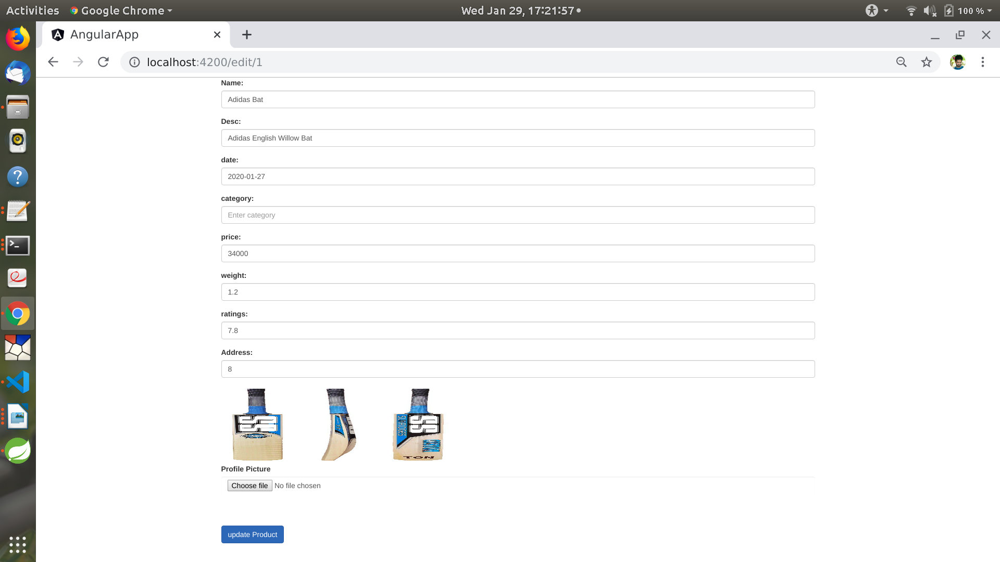 Activities
Google Chrome
Wed Jan 29, 17:21:57
100 %
AngularApp
localhost:4200/edit/1
Name:
Adidas Bat
Desc:
Adidas English Willow Bat
date:
2020-01-27
category:
Enter category
price:
34000
weight:
1.2
ratings:
7.8
Address:
8
TON
Profile Picture
Choose file No file chosen
update Product